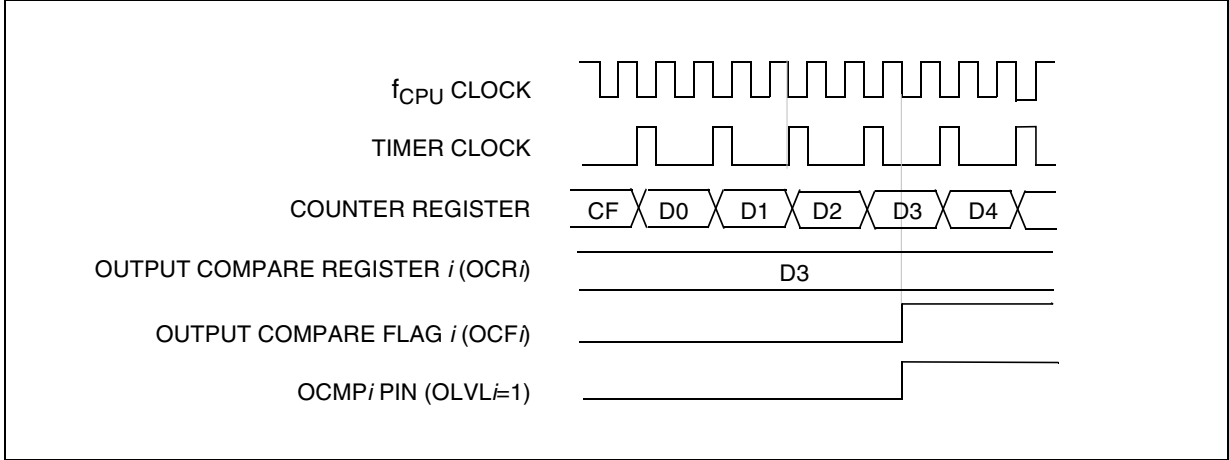 fCPU CLOCK
TIMER CLOCK
COUNTER REGISTER CF D0 D1 D2 D3 D4
OUTPUT COMPARE REGISTER i (OCRi) D3
OUTPUT COMPARE FLAG i (OCFi)
OCMPi PIN (OLVLi=1)